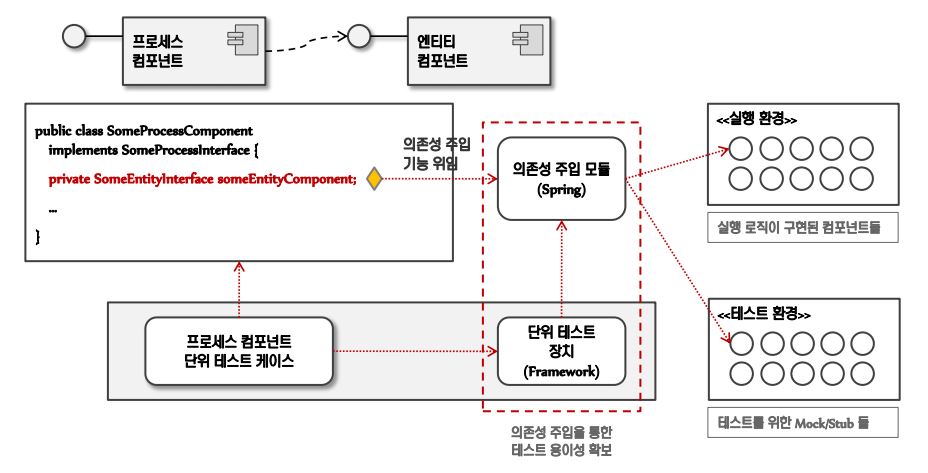 프로세스
컴포넌트
엔티티
컴포넌트
public class SomeProcessComponent
implements SomeProcessInterface {
private SomeEntityInterface someEntityComponent;
...
}
의존성 주입
기능 위임
의존성 주입 모듈
(Spring)
<<실행 환경>>
실행 로직이 구현된 컴포넌트들
프로세스 컴포넌트
단위 테스트 케이스
단위 테스트
장치
(Framework)
<<테스트 환경>>
테스트를 위한 Mock/Stub 들
의존성 주입을 통한
테스트 용이성 확보